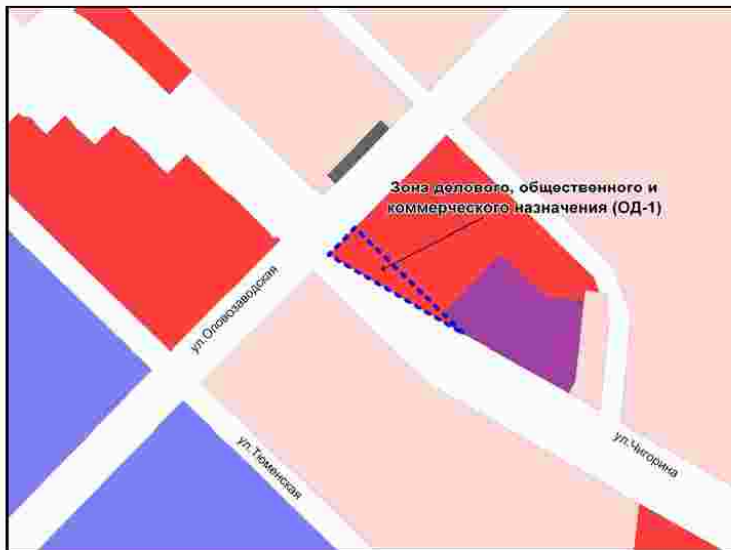 Зона делового, общественного и
коммерческого назначения (ОД-1)
ул.Оловозаводская
ул.Тюменская
ул.Чигорина